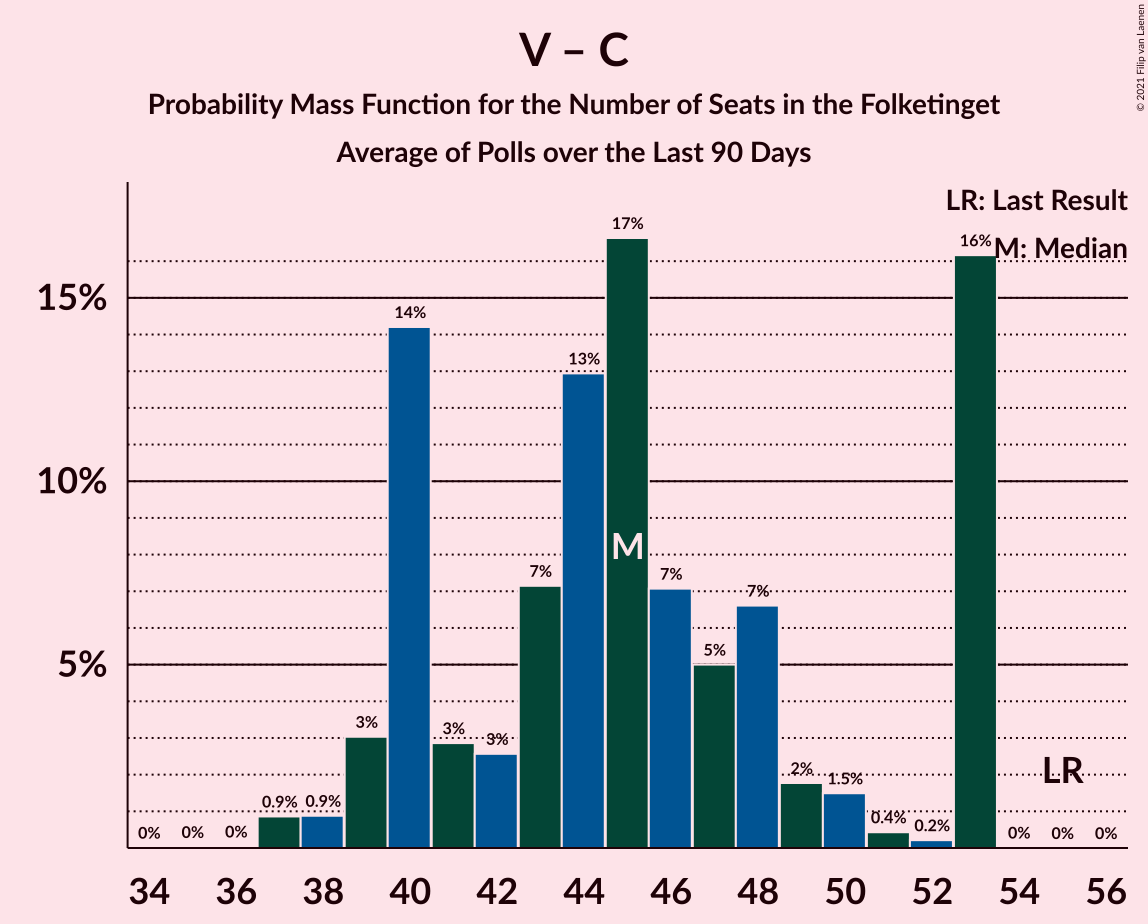 V – C
Probability Mass Function for the Number of Seats in the Folketinget
Average of Polls over the Last 90 Days
© 2021 Filip van Laenen
LR: Last Result
M: Median
15%
10%
5%
0% 0% 0% 0.9% 0.9% 3% 14% 3% 3% 7% 13% 17% 7% 5% 7% 2% 1.5% 0.4% 0.2% 16% 0% 0% 0%
M
LR
34 36 38 40 42 44 46 48 50 52 54 56